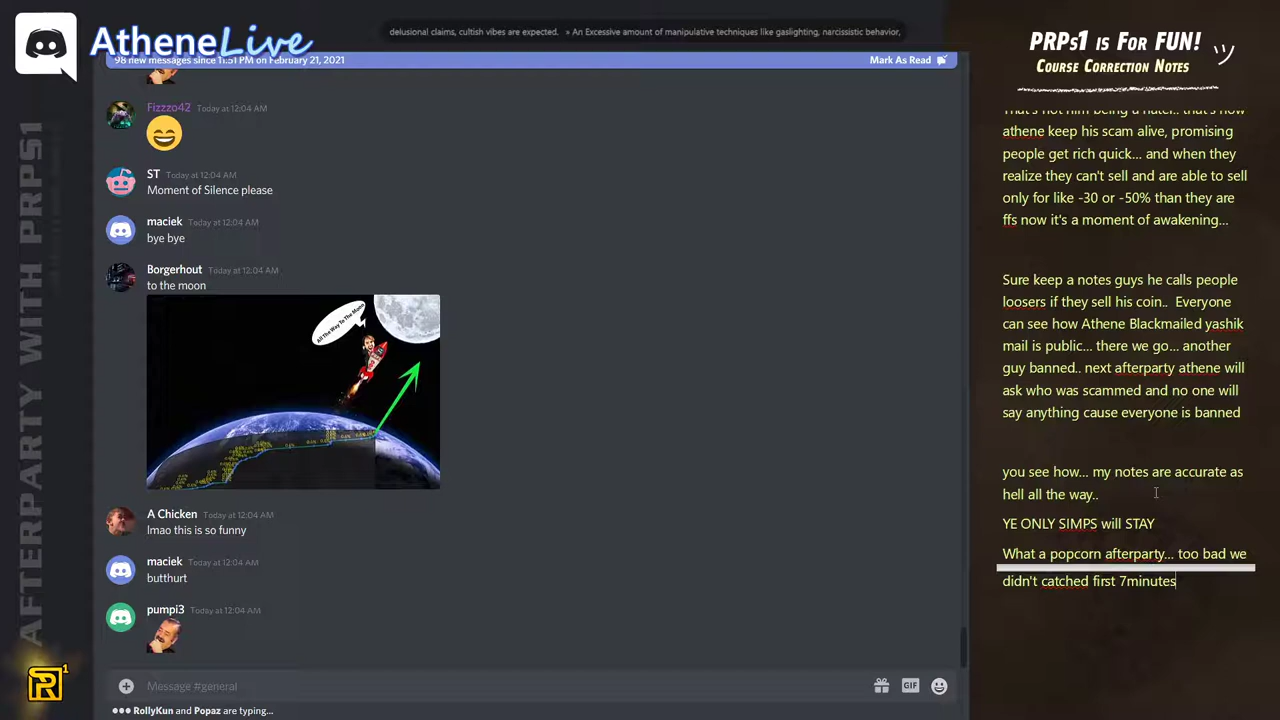 AtheneLive
delusional claims, cultish vibes are expected.   » An Excessive amount of manipulative techniques like gaslighting, narcissistic behavior,
98 new messages since 11:51 PM on February 21, 2021
Mark As Read
Fizzzo42 Today at 12:04 AM
ST Today at 12:04 AM
Moment of Silence please
maciek Today at 12:04 AM
bye bye
Borgerhout Today at 12:04 AM
to the moon
All The Way To The Moon
A Chicken Today at 12:04 AM
lmao this is so funny
maciek Today at 12:04 AM
butthurt
pumpi3 Today at 12:04 AM
Message #general
GIF
RollyKun and Popaz are typing...
AFTERPARTY WITH PRPS1
R1
PRPs1 is For FUN!
Course Correction Notes
ツ
That's not him being a hater.. that's how
athene keep his scam alive, promising
people get rich quick... and when they
realize they can't sell and are able to sell
only for like -30 or -50% than they are
ffs now it's a moment of awakening...
Sure keep a notes guys he calls people
loosers if they sell his coin..  Everyone
can see how Athene Blackmailed yashik
mail is public... there we go... another
guy banned.. next afterparty athene will
ask who was scammed and no one will
say anything cause everyone is banned
you see how... my notes are accurate as
hell all the way..
YE ONLY SIMPS will STAY
What a popcorn afterparty... too bad we
didn't catched first 7minutes